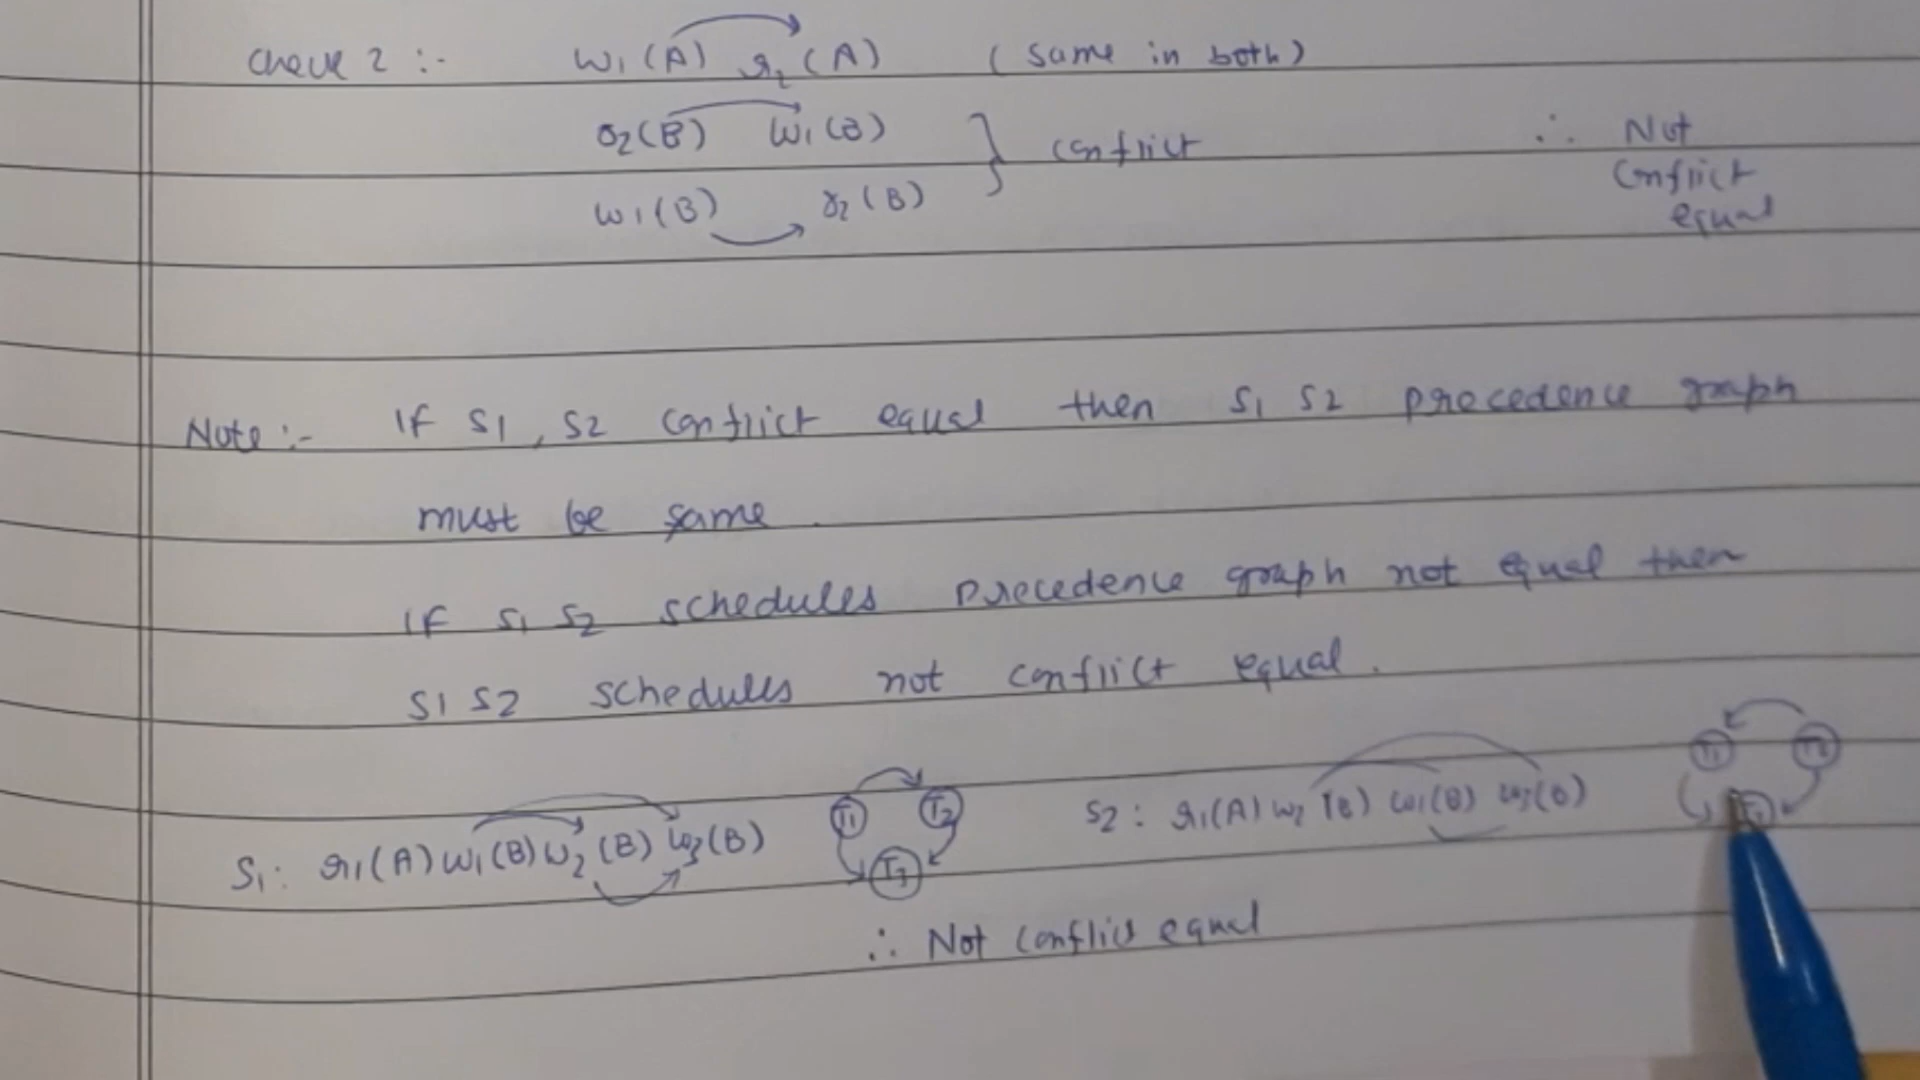 Check 2 :- W1(A) r2(A) (same in both)
r2(B) W1(B) } conflict ∴ Not
W1(B) r2(B) conflict
equal
Note :- If S1, S2 conflict equal then S1 S2 precedence graph
must be same.
If S1 S2 schedules precedence graph not equal then
S1 S2 schedules not conflict equal.
S1: r1(A) W1(B) W2(B) W3(B) T1 T2 S2: r1(A) W2(B) W1(B) W3(B) T1 T2
T3 T3
∴ Not conflict equal